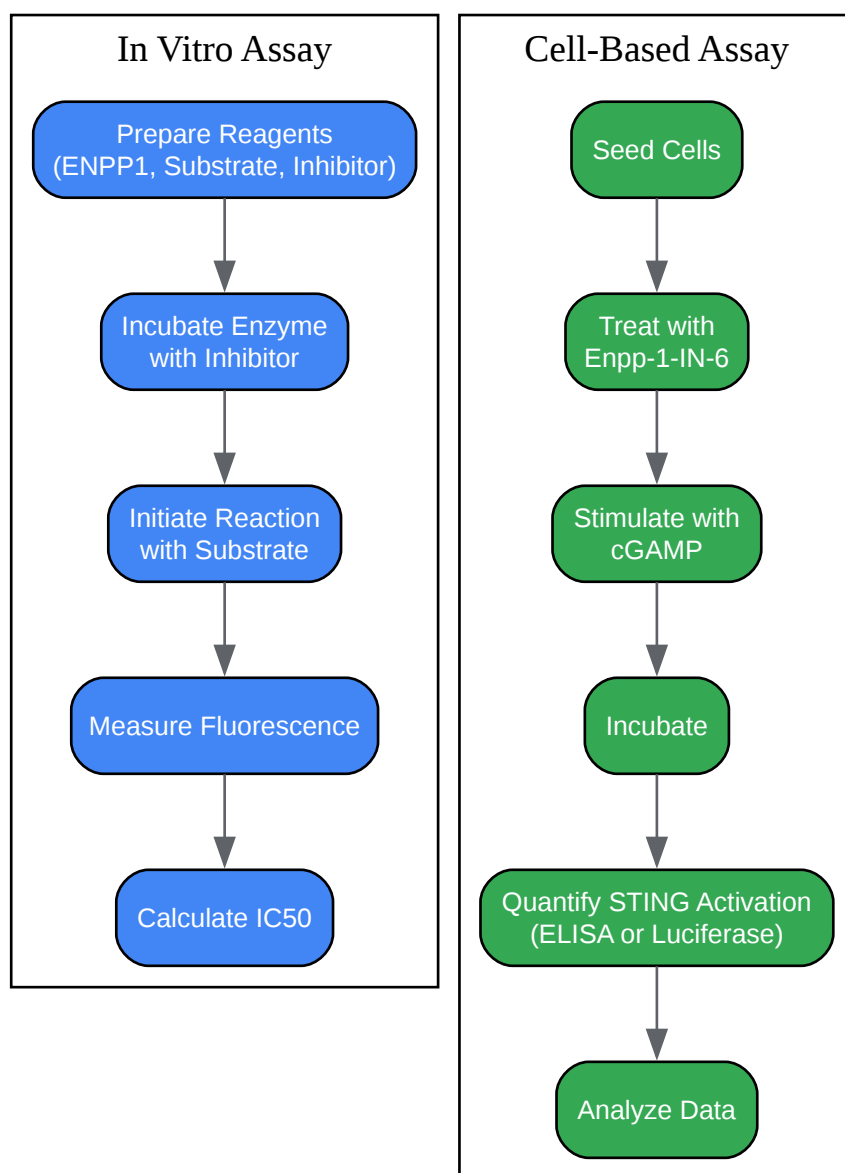 In Vitro Assay
Prepare Reagents
(ENPP1, Substrate, Inhibitor)
Incubate Enzyme
with Inhibitor
Initiate Reaction
with Substrate
Measure Fluorescence
Calculate IC50
Cell-Based Assay
Seed Cells
Treat with
Enpp-1-IN-6
Stimulate with
cGAMP
Incubate
Quantify STING Activation
(ELISA or Luciferase)
Analyze Data